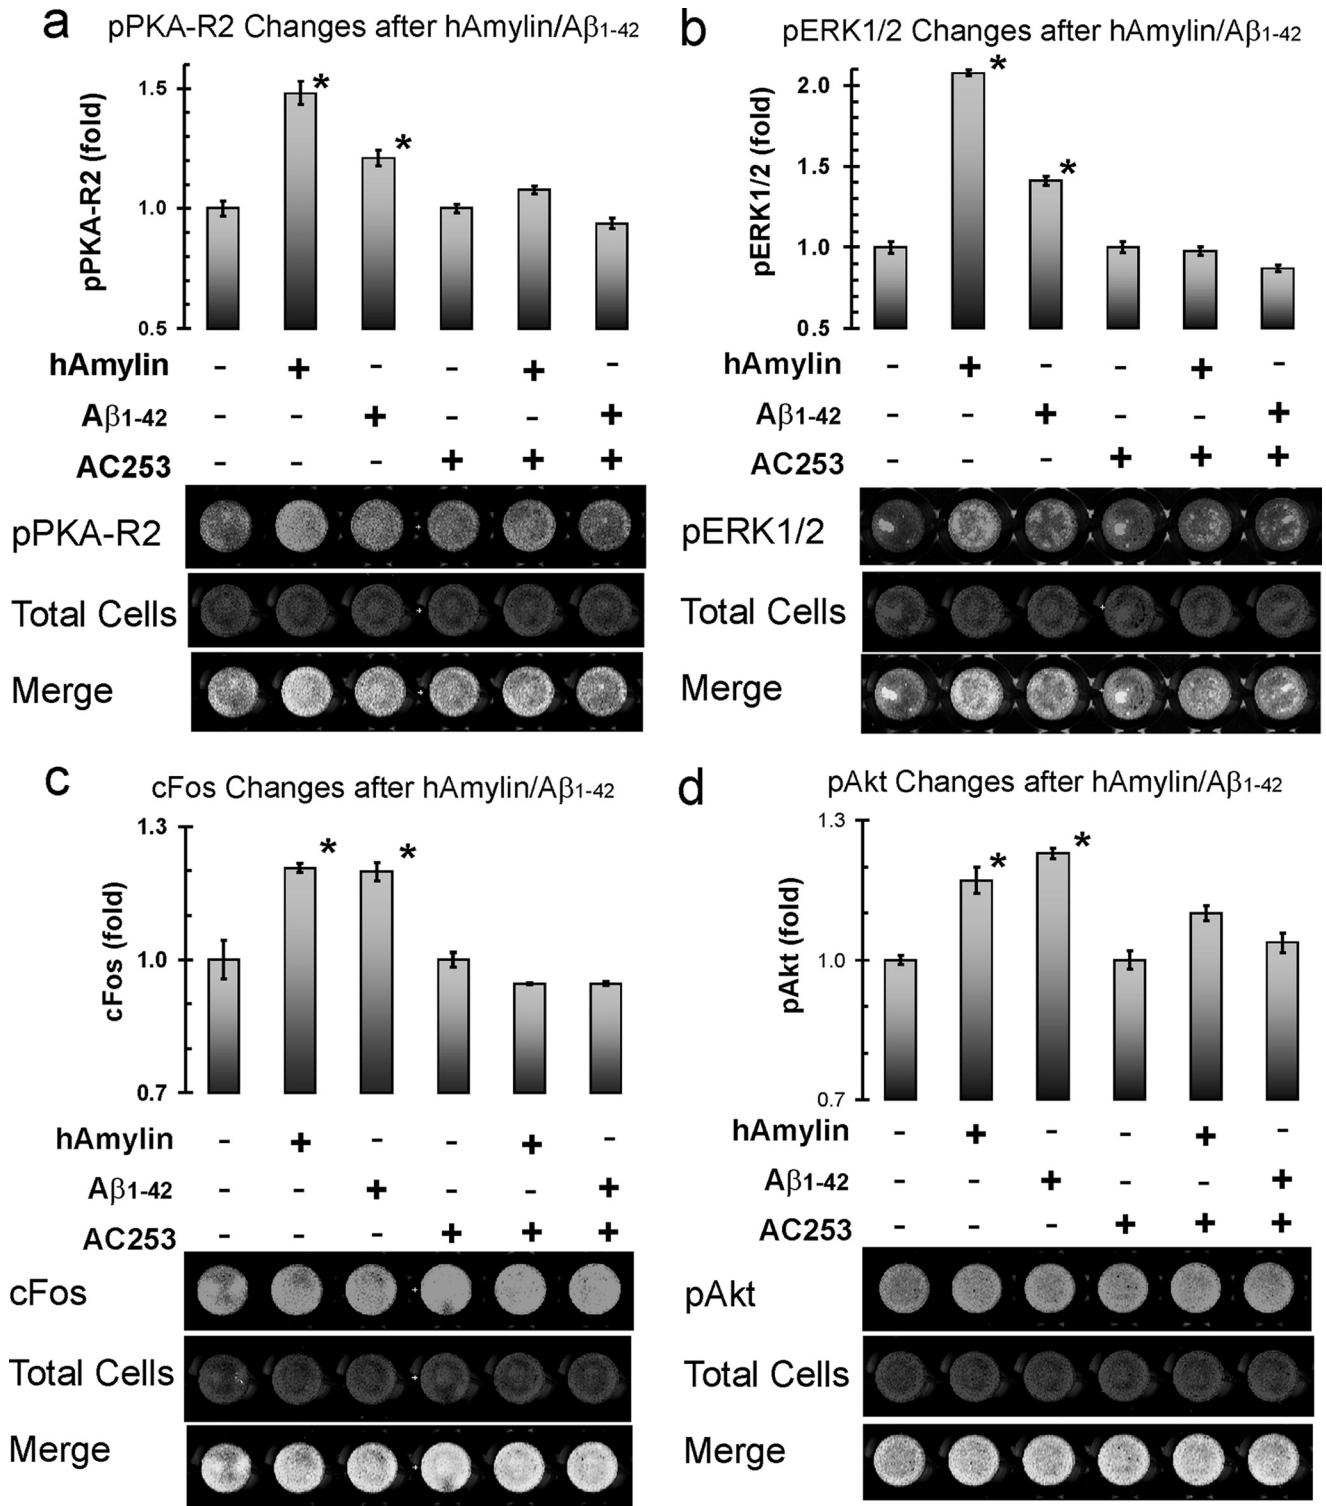 a
pPKA-R2 Changes after hAmylin/Aβ1-42
pPKA-R2 (fold)
1.5
1.0
0.5
* *
hAmylin - + - - + -
Aβ1-42 - - + - - +
AC253 - - - + + +
pPKA-R2
Total Cells
Merge
b
pERK1/2 Changes after hAmylin/Aβ1-42
pERK1/2 (fold)
2.0
1.5
1.0
0.5
* *
hAmylin - + - - + -
Aβ1-42 - - + - - +
AC253 - - - + + +
pERK1/2
Total Cells
Merge
c
cFos Changes after hAmylin/Aβ1-42
cFos (fold)
1.3
1.0
0.7
* *
hAmylin - + - - + -
Aβ1-42 - - + - - +
AC253 - - - + + +
cFos
Total Cells
Merge
d
pAkt Changes after hAmylin/Aβ1-42
pAkt (fold)
1.3
1.0
0.7
* *
hAmylin - + - - + -
Aβ1-42 - - + - - +
AC253 - - - + + +
pAkt
Total Cells
Merge